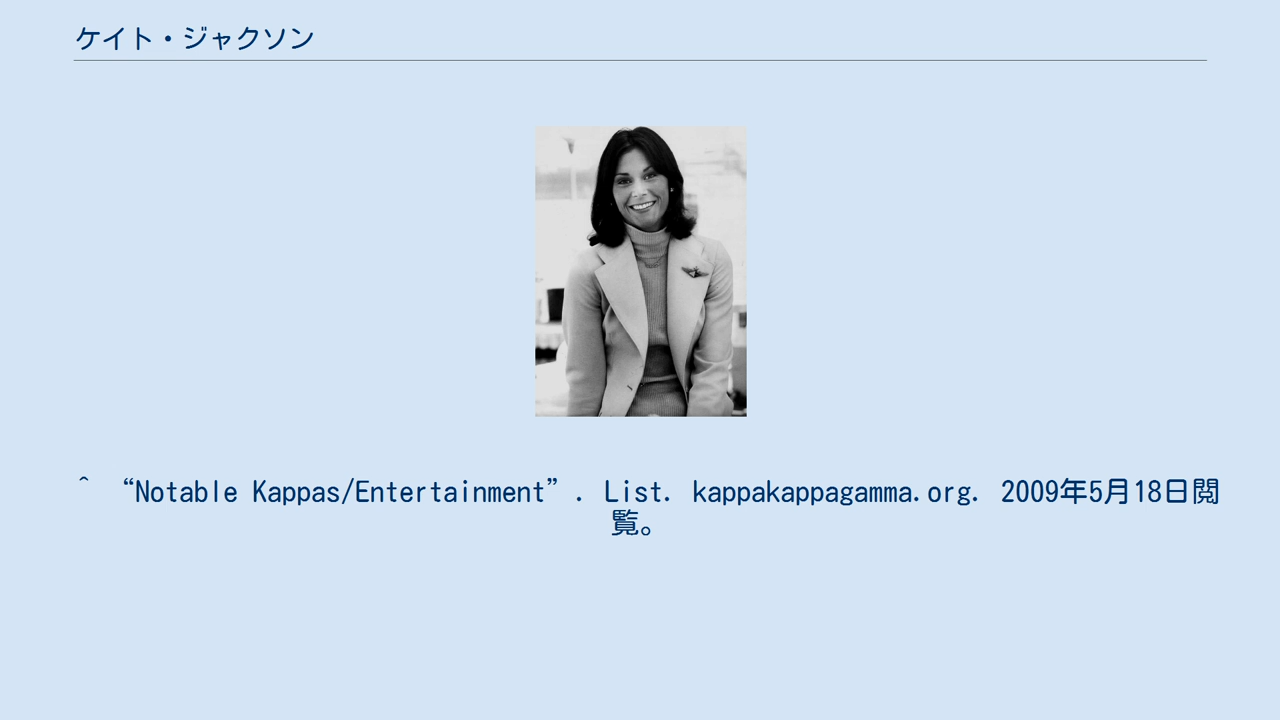 ケイト・ジャクソン
^ “Notable Kappas/Entertainment”. List. kappakappagamma.org. 2009年5月18日閲
覧。